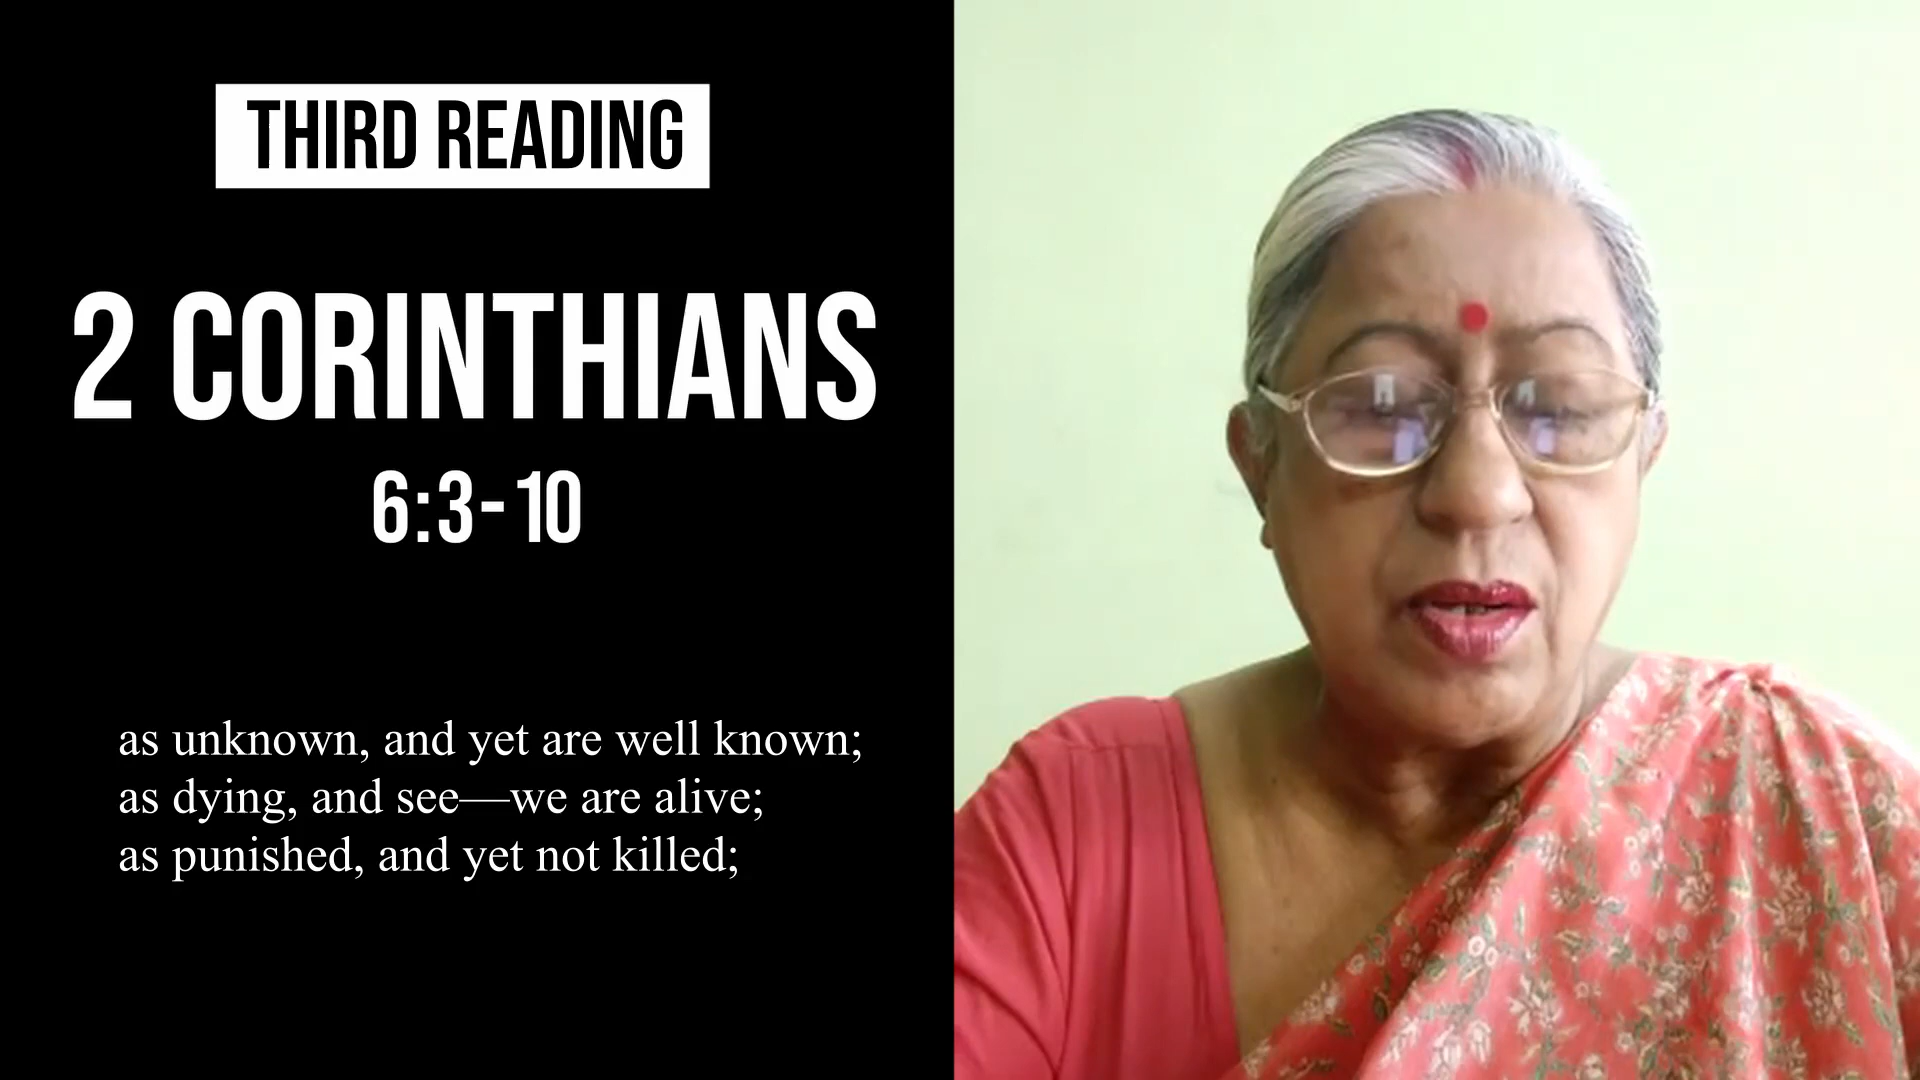 THIRD READING
2 CORINTHIANS
6:3-10
as unknown, and yet are well known;
as dying, and see—we are alive;
as punished, and yet not killed;